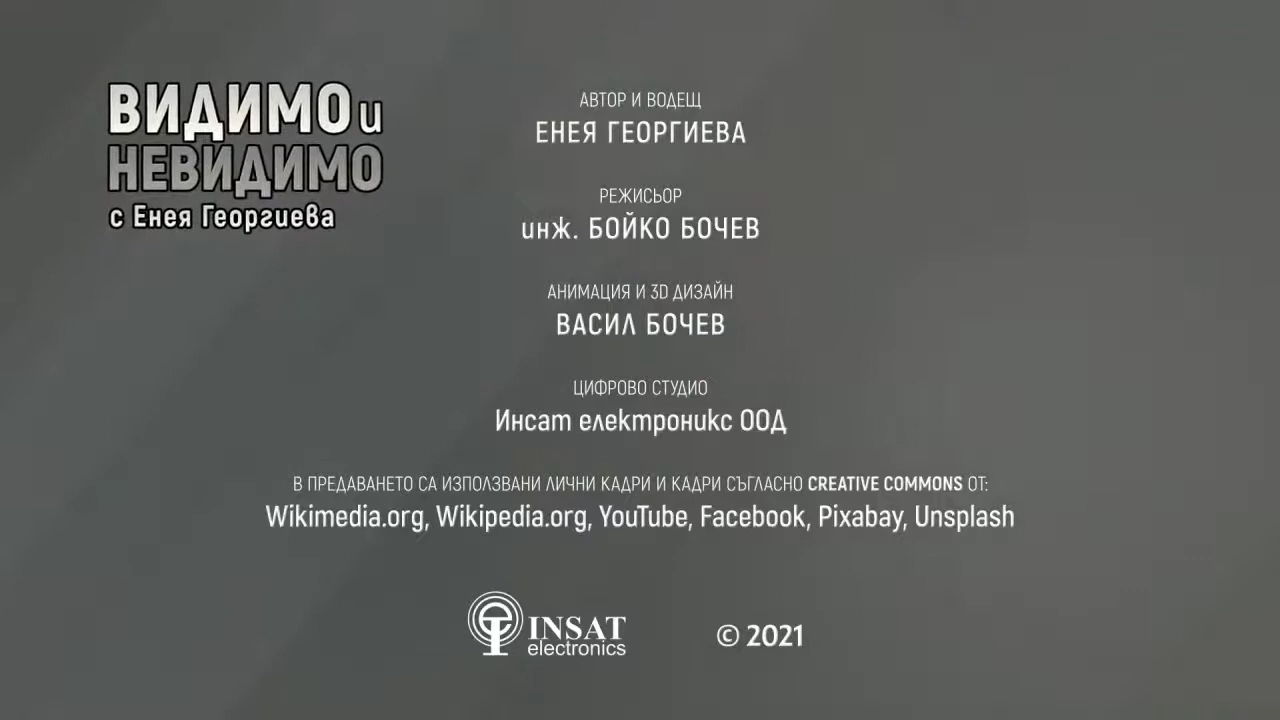 ВИДИМО и
НЕВИДИМО
с Енея Георгиева
АВТОР И ВОДЕЩ
ЕНЕЯ ГЕОРГИЕВА
РЕЖИСЬОР
инж. БОЙКО БОЧЕВ
АНИМАЦИЯ И 3D ДИЗАЙН
ВАСИЛ БОЧЕВ
ЦИФРОВО СТУДИО
Инсат електроникс ООД
В ПРЕДАВАНЕТО СА ИЗПОЛЗВАНИ ЛИЧНИ КАДРИ И КАДРИ СЪГЛАСНО CREATIVE COMMONS ОТ:
Wikimedia.org, Wikipedia.org, YouTube, Facebook, Pixabay, Unsplash
INSAT
electronics
© 2021